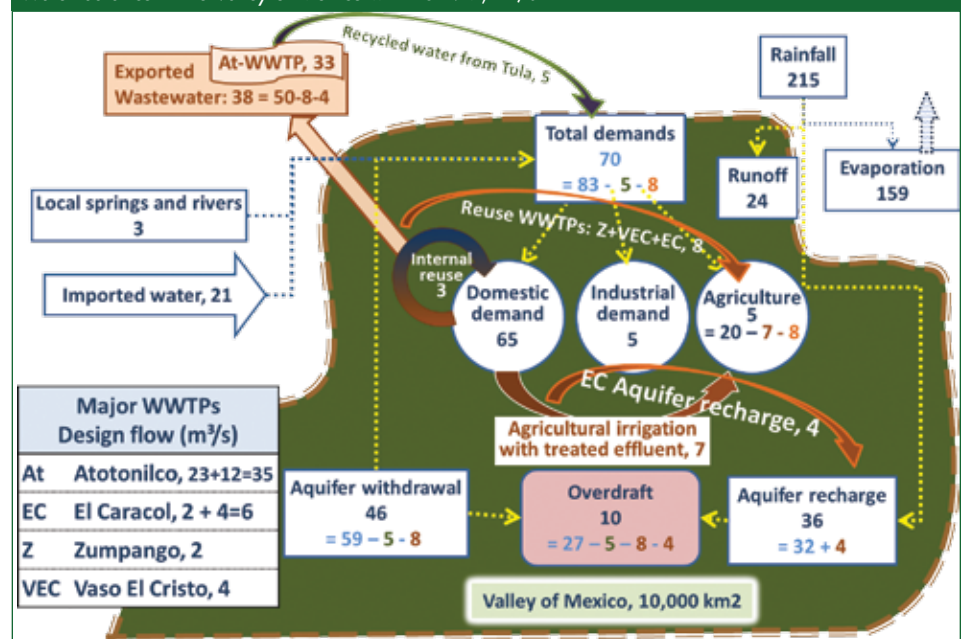 Recycled water from Tula, 5
At-WWTP, 33
Exported
Wastewater: 38 = 50-8-4
Rainfall
215
Total demands
70
= 83 - 5 - 8
Runoff
24
Evaporation
159
Local springs and rivers
3
Reuse WWTPs: Z+VEC+EC, 8
Imported water, 21
Internal
reuse
3
Domestic
demand
65
Industrial
demand
5
Agriculture
5
= 20 – 7 - 8
EC Aquifer recharge, 4
Agricultural irrigation
with treated effluent, 7
Major WWTPs
Design flow (m³/s)
At Atotonilco, 23+12=35
EC El Caracol, 2 + 4=6
Z Zumpango, 2
VEC Vaso El Cristo, 4
Aquifer withdrawal
46
= 59 – 5 - 8
Overdraft
10
= 27 – 5 – 8 - 4
Aquifer recharge
36
= 32 + 4
Valley of Mexico, 10,000 km2